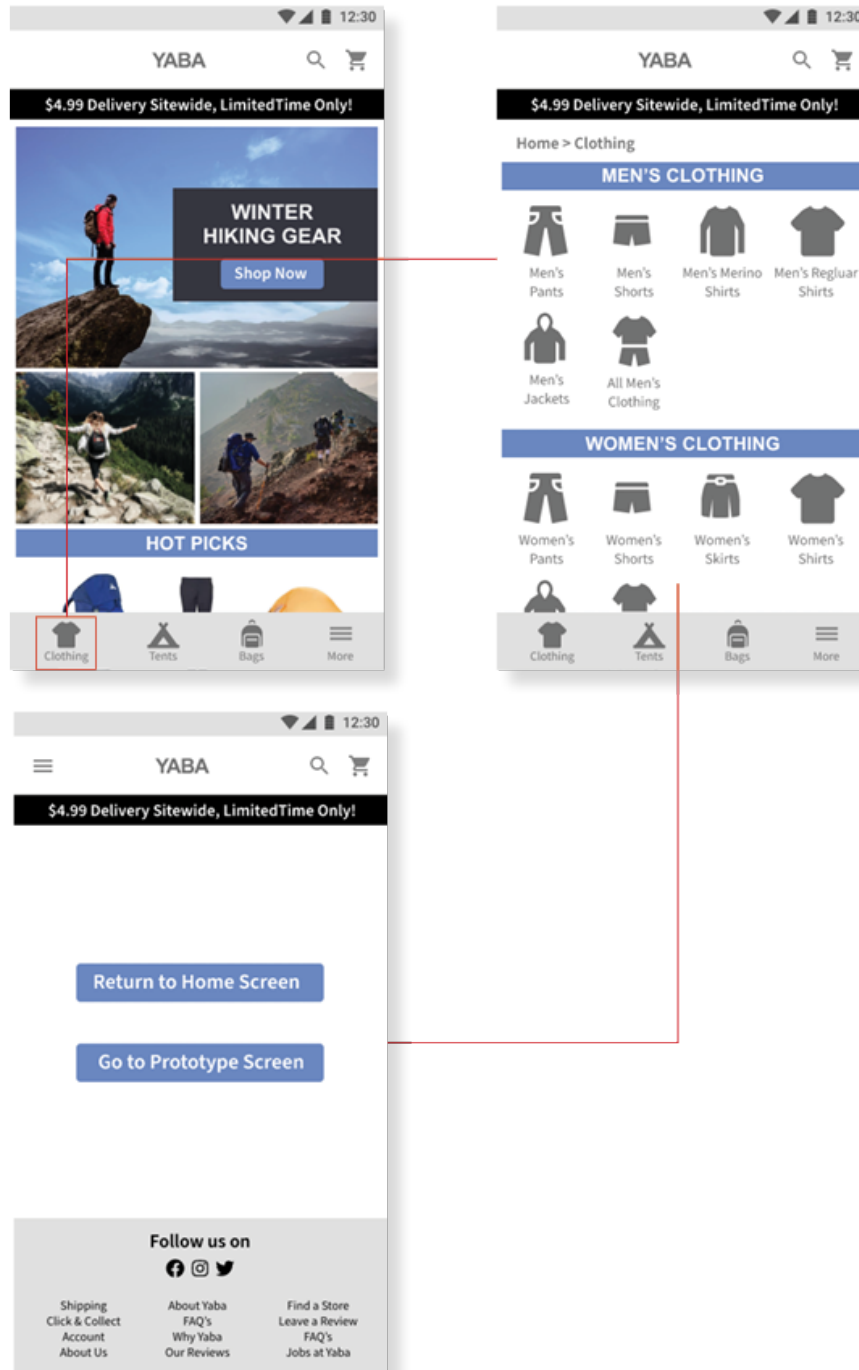 12:30
YABA
$4.99 Delivery Sitewide, LimitedTime Only!
WINTER
HIKING GEAR
Shop Now
HOT PICKS
Clothing
Tents
Bags
More
12:30
YABA
$4.99 Delivery Sitewide, LimitedTime Only!
Home > Clothing
MEN'S CLOTHING
Men's
Pants
Men's
Shorts
Men's Merino
Shirts
Men's Regluar
Shirts
Men's
Jackets
All Men's
Clothing
WOMEN'S CLOTHING
Women's
Pants
Women's
Shorts
Women's
Skirts
Women's
Shirts
Clothing
Tents
Bags
More
12:30
YABA
$4.99 Delivery Sitewide, LimitedTime Only!
Return to Home Screen
Go to Prototype Screen
Follow us on
Shipping
Click & Collect
Account
About Us
About Yaba
FAQ's
Why Yaba
Our Reviews
Find a Store
Leave a Review
FAQ's
Jobs at Yaba